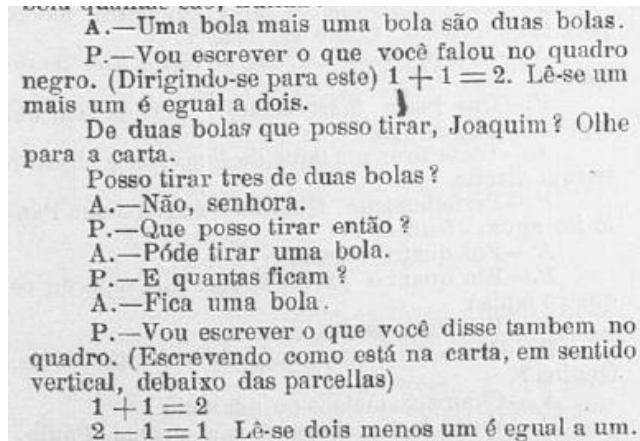 A.—Uma bola mais uma bola são duas bolas.
P.—Vou escrever o que você falou no quadro
negro. (Dirigindo-se para este) 1 + 1 = 2. Lê-se um
mais um é egual a dois.
De duas bolas que posso tirar, Joaquim? Olhe
para a carta.
Posso tirar tres de duas bolas?
A.—Não, senhora.
P.—Que posso tirar então?
A.—Póde tirar uma bola.
P.—E quantas ficam?
A.—Fica uma bola.
P.—Vou escrever o que você disse tambem no
quadro. (Escrevendo como está na carta, em sentido
vertical, debaixo das parcellas)
1 + 1 = 2
2 - 1 = 1 Lê-se dois menos um é egual a um.